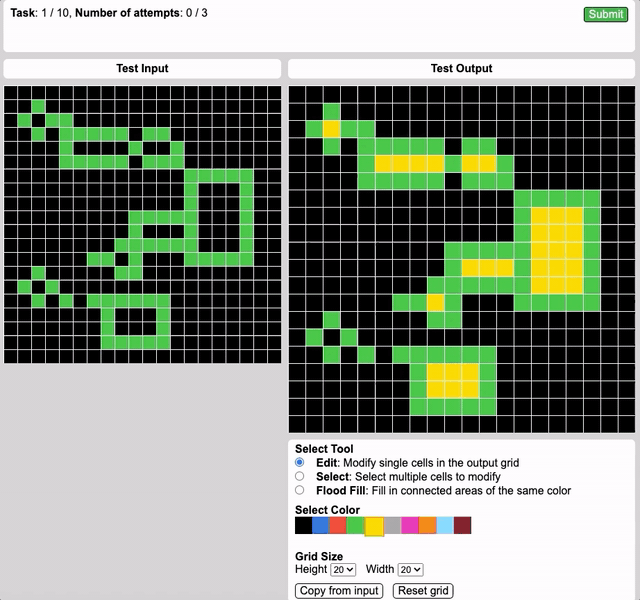 Task: 1 / 10, Number of attempts: 0 / 3
Submit
Test Input
Test Output
Select Tool
Edit: Modify single cells in the output grid
Select: Select multiple cells to modify
Flood Fill: Fill in connected areas of the same color
Select Color
Grid Size
Height 20 Width 20
Copy from input Reset grid